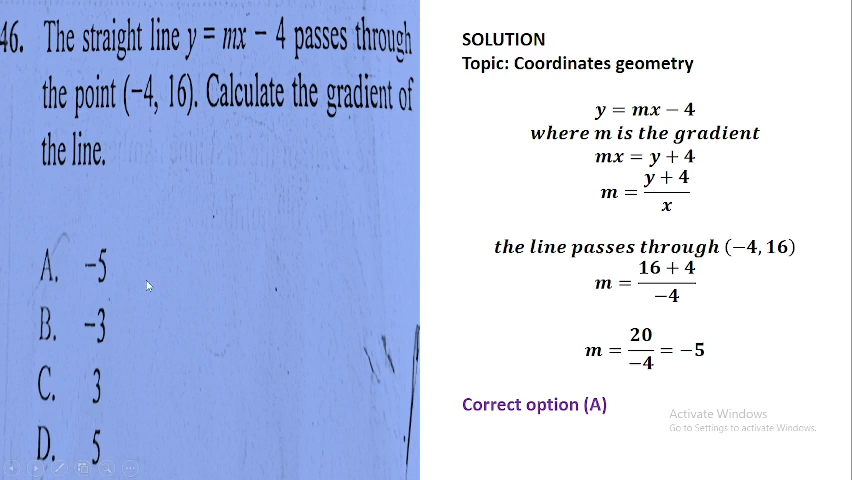 46. The straight line y = mx − 4 passes through
the point (−4, 16). Calculate the gradient of
the line.
A. −5
B. −3
C. 3
D. 5
SOLUTION
Topic: Coordinates geometry
y = mx − 4
where m is the gradient
mx = y + 4
m = y + 4
x
the line passes through (−4, 16)
m = 16 + 4
−4
m = 20
−4 = −5
Correct option (A)
Activate Windows
Go to Settings to activate Windows.